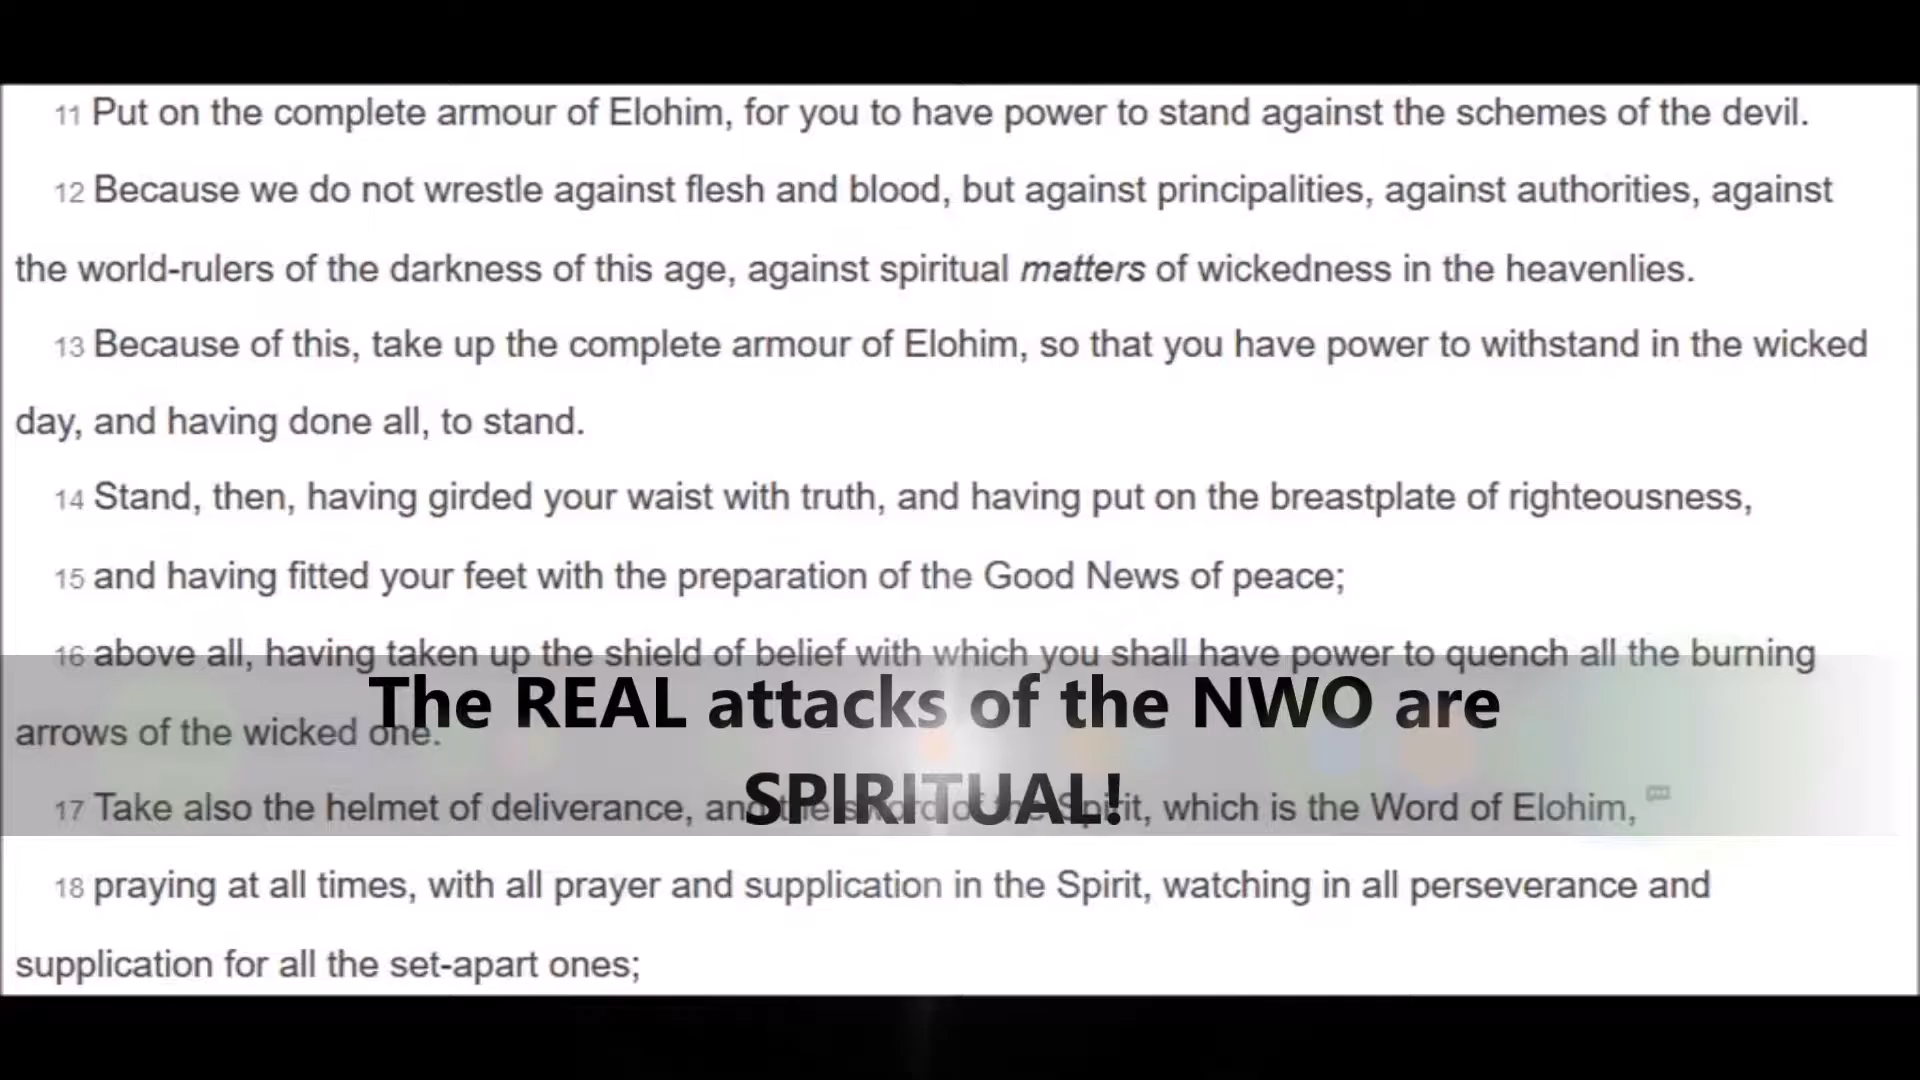 11 Put on the complete armour of Elohim, for you to have power to stand against the schemes of the devil.
12 Because we do not wrestle against flesh and blood, but against principalities, against authorities, against
the world-rulers of the darkness of this age, against spiritual matters of wickedness in the heavenlies.
13 Because of this, take up the complete armour of Elohim, so that you have power to withstand in the wicked
day, and having done all, to stand.
14 Stand, then, having girded your waist with truth, and having put on the breastplate of righteousness,
15 and having fitted your feet with the preparation of the Good News of peace;
16 above all, having taken up the shield of belief with which you shall have power to quench all the burning
The REAL attacks of the NWO are
arrows of the wicked one.
SPIRITUAL!
17 Take also the helmet of deliverance, and the sword of the Spirit, which is the Word of Elohim,
18 praying at all times, with all prayer and supplication in the Spirit, watching in all perseverance and
supplication for all the set-apart ones;